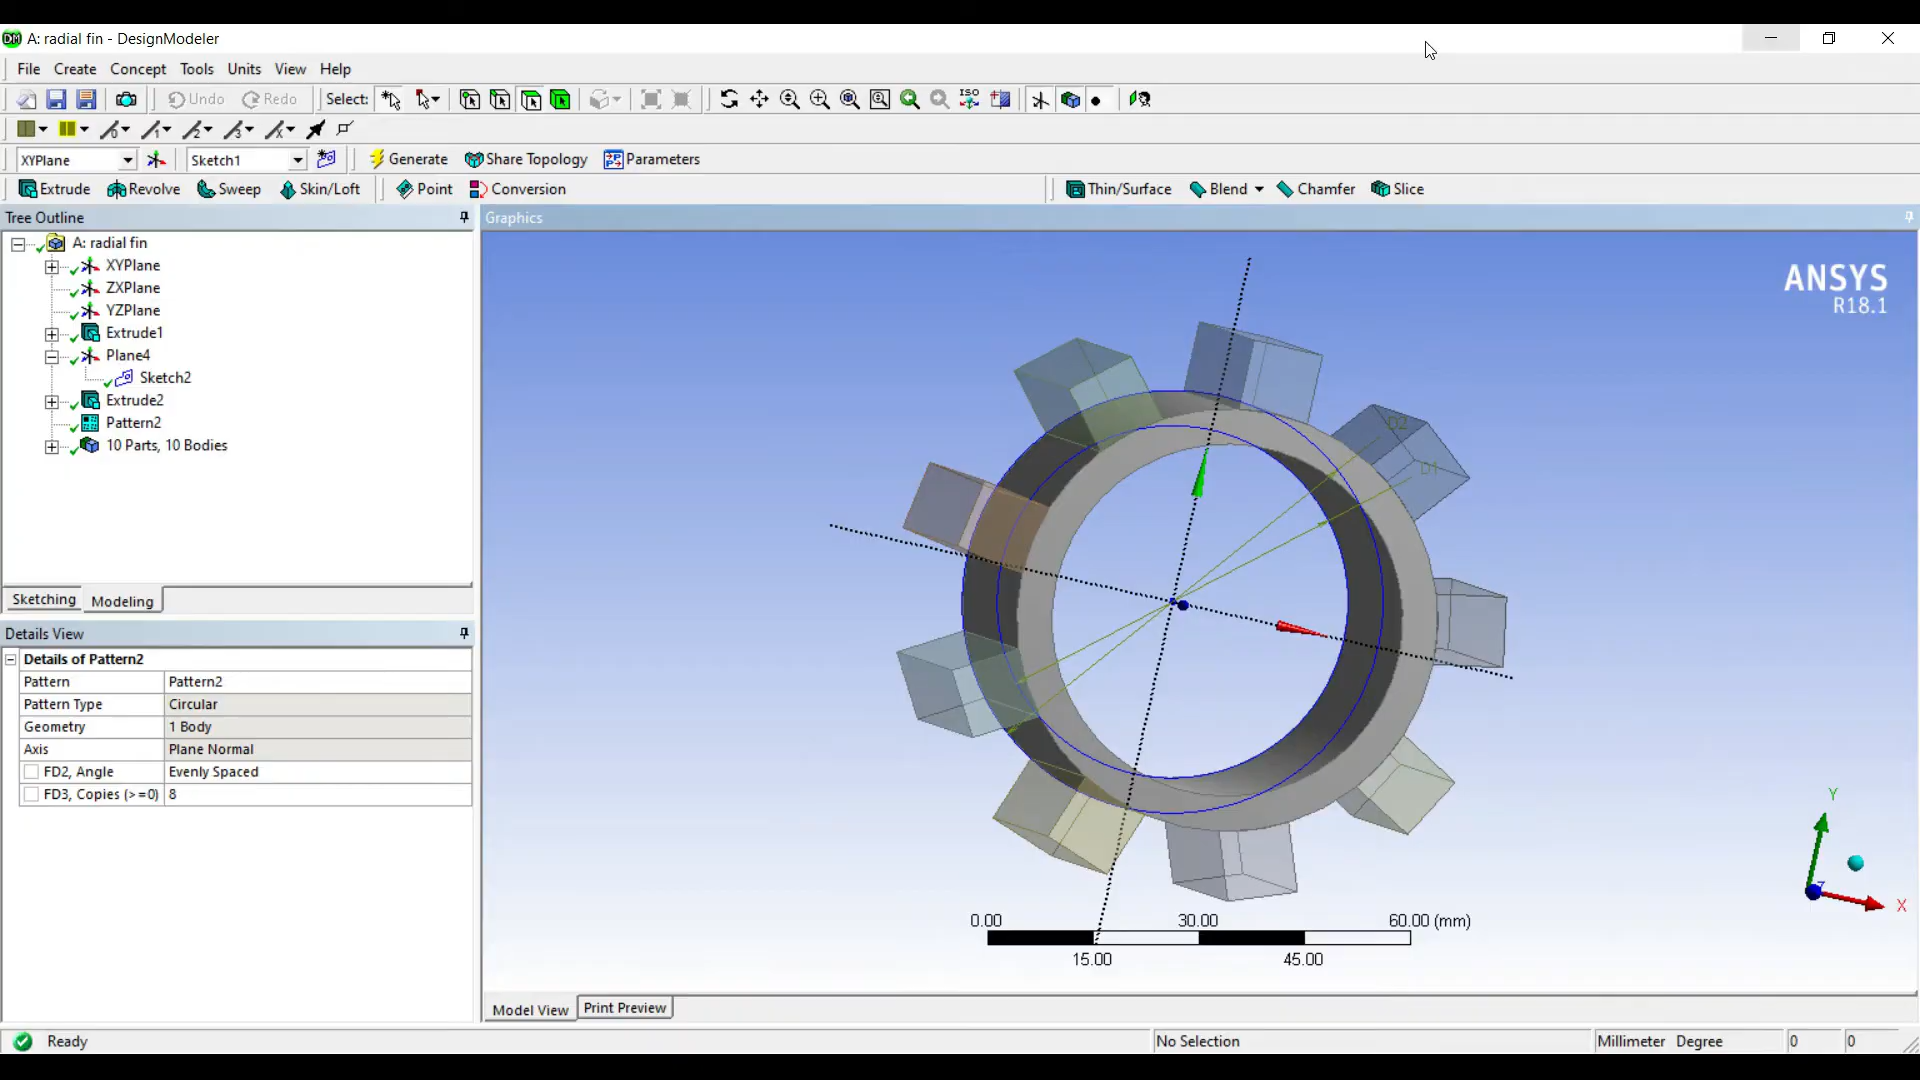 A: radial fin - DesignModeler
File Create Concept Tools Units View Help
Undo Redo Select: ISO
XYPlane Sketch1 Generate Share Topology Parameters
Extrude Revolve Sweep Skin/Loft Point Conversion Thin/Surface Blend Chamfer Slice
Tree Outline
A: radial fin
XYPlane
ZXPlane
YZPlane
Extrude1
Plane4
Sketch2
Extrude2
Pattern2
10 Parts, 10 Bodies
Sketching Modeling
Details View
Details of Pattern2
Pattern Pattern2
Pattern Type Circular
Geometry 1 Body
Axis Plane Normal
FD2, Angle Evenly Spaced
FD3, Copies (>=0) 8
Graphics
ANSYS
R18.1
D2
D1
Y
Z
X
0.00 30.00 60.00 (mm)
15.00 45.00
Model View Print Preview
Ready No Selection Millimeter Degree 0 0